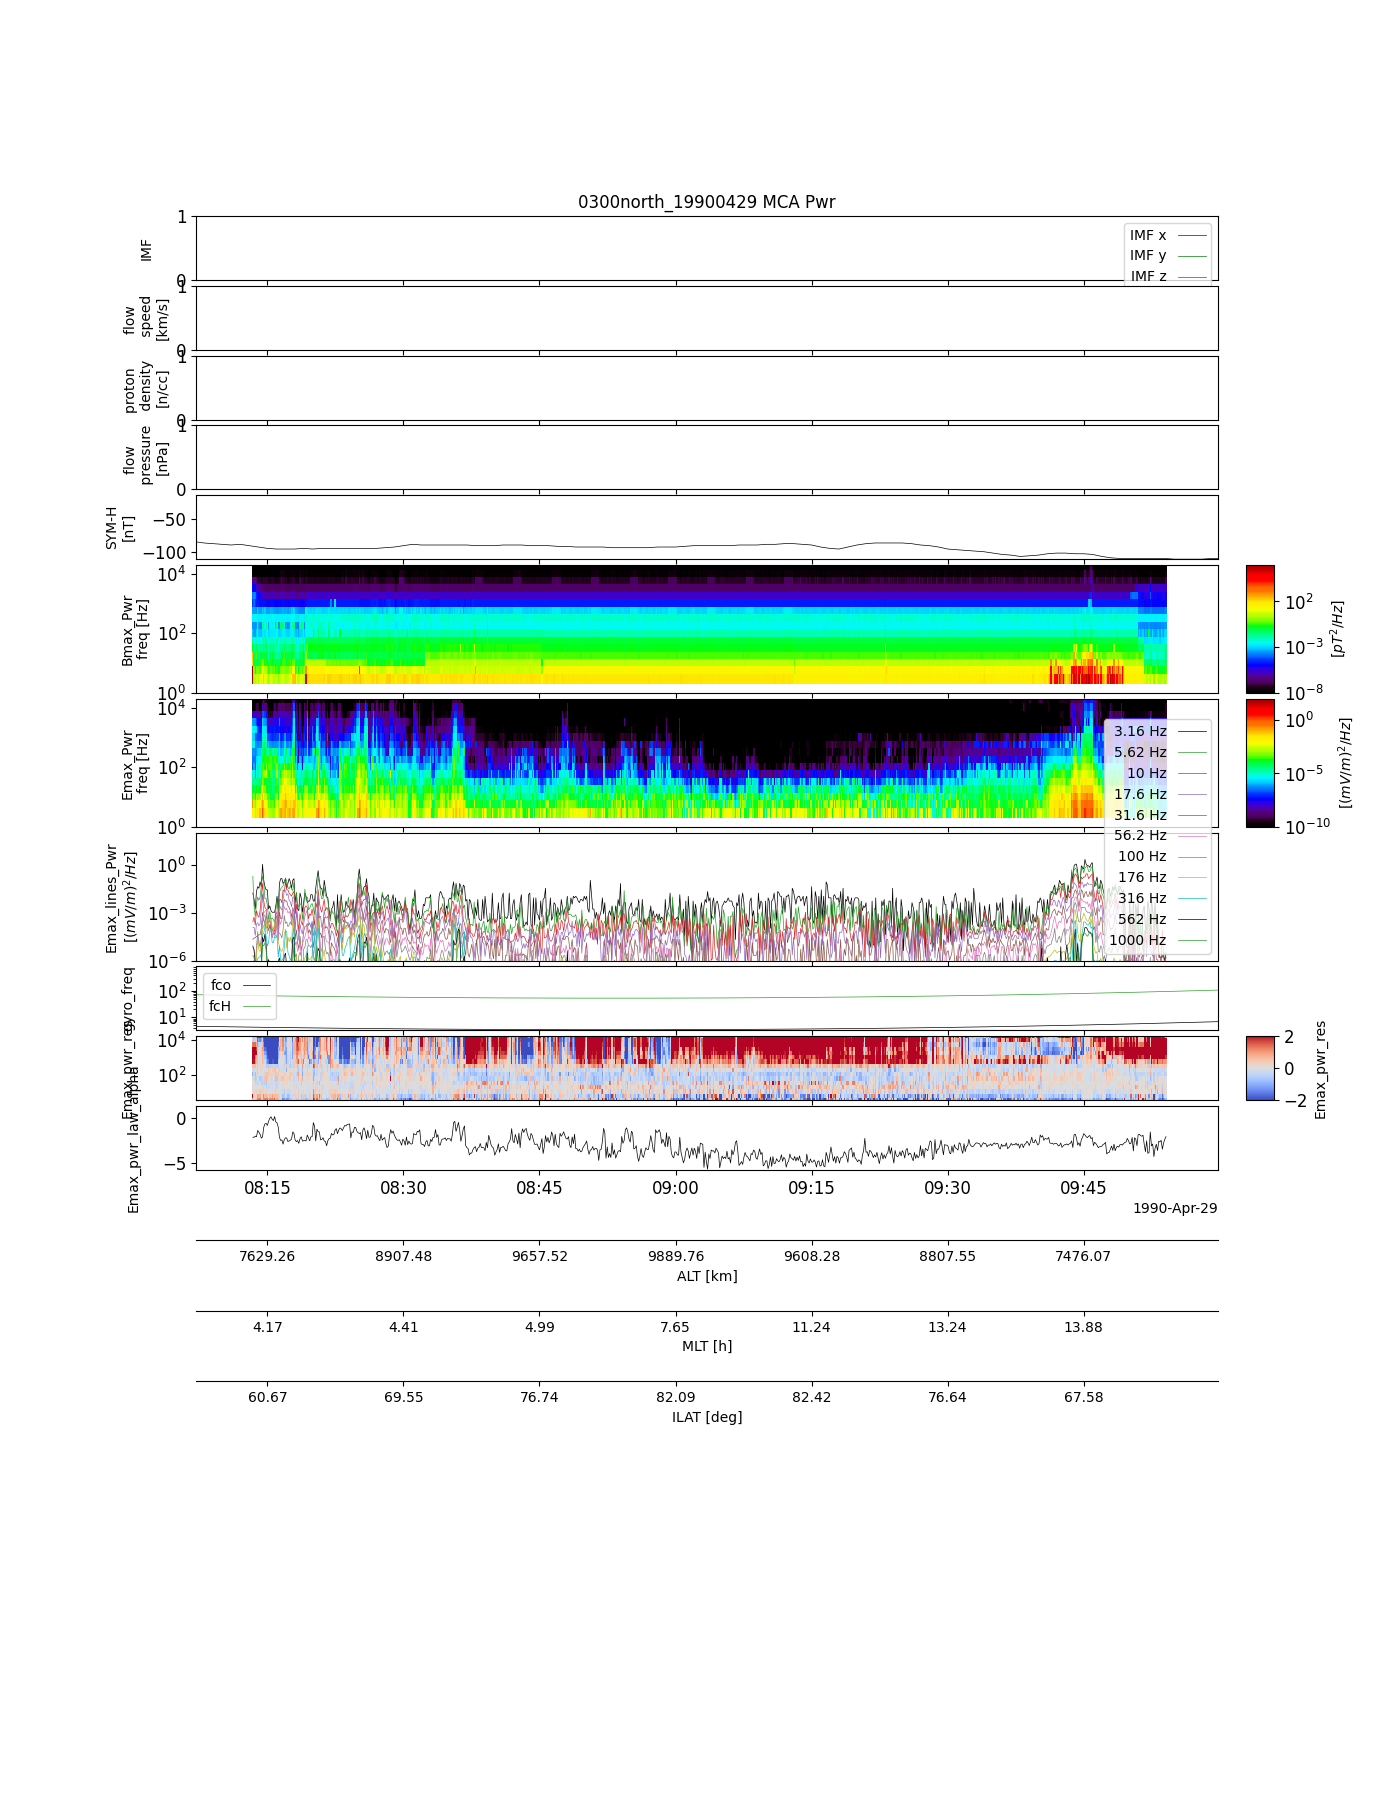 0300north_19900429 MCA Pwr
1
0
IMF
IMF x
IMF y
IMF z
1
0
flow
speed
[km/s]
1
0
proton
density
[n/cc]
1
0
flow
pressure
[nPa]
−50
−100
SYM-H
[nT]
10^4
10^2
10^0
Bmax_Pwr
freq [Hz]
10^2
10^−3
10^−8
[pT^2/Hz]
10^4
10^2
10^0
Emax_Pwr
freq [Hz]
10^0
10^−5
10^−10
[(mV/m)^2/Hz]
3.16 Hz
5.62 Hz
10 Hz
17.6 Hz
31.6 Hz
56.2 Hz
100 Hz
176 Hz
316 Hz
562 Hz
1000 Hz
10^0
10^−3
10^−6
Emax_lines_Pwr
[(mV/m)^2/Hz]
10^2
10^1
gyro_freq
fco
fcH
10^4
10^2
Emax_pwr_res
2
0
−2
Emax_pwr_res
0
−5
Emax_pwr_law_alpha
08:15 08:30 08:45 09:00 09:15 09:30 09:45
1990-Apr-29
7629.26 8907.48 9657.52 9889.76 9608.28 8807.55 7476.07
ALT [km]
4.17 4.41 4.99 7.65 11.24 13.24 13.88
MLT [h]
60.67 69.55 76.74 82.09 82.42 76.64 67.58
ILAT [deg]